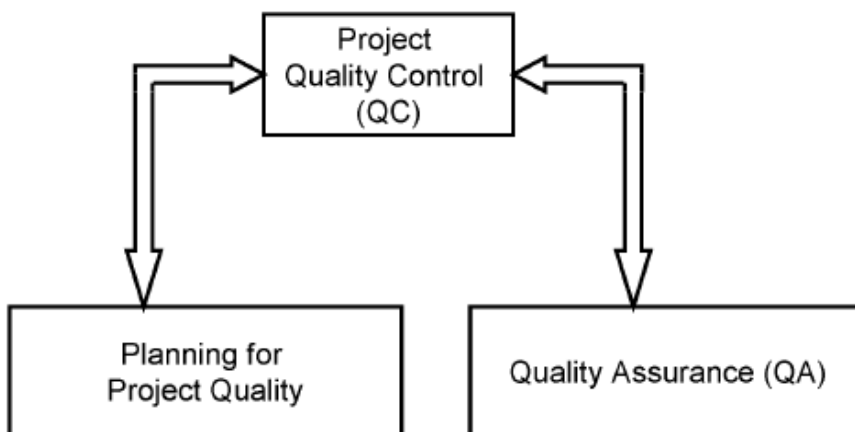 Project
Quality Control
(QC)
Planning for
Project Quality
Quality Assurance (QA)